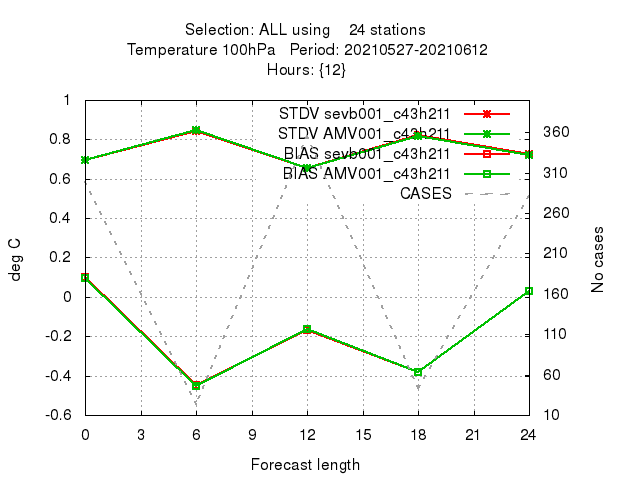 Selection: ALL using 24 stations
Temperature 100hPa Period: 20210527-20210612
Hours: {12}
STDV sevb001_c43h211
STDV AMV001_c43h211
BIAS sevb001_c43h211
BIAS AMV001_c43h211
CASES
deg C
1
0.8
0.6
0.4
0.2
0
-0.2
-0.4
-0.6
No cases
360
310
260
210
160
110
60
10
0 3 6 9 12 15 18 21 24
Forecast length